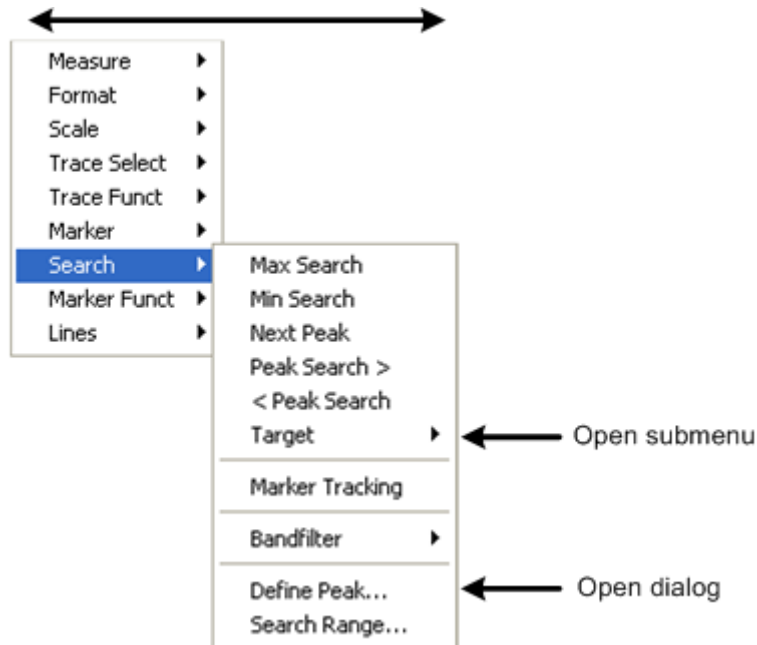 Measure
Format
Scale
Trace Select
Trace Funct
Marker
Search
Marker Funct
Lines
Max Search
Min Search
Next Peak
Peak Search >
< Peak Search
Target
Marker Tracking
Bandfilter
Define Peak...
Search Range...
Open submenu
Open dialog